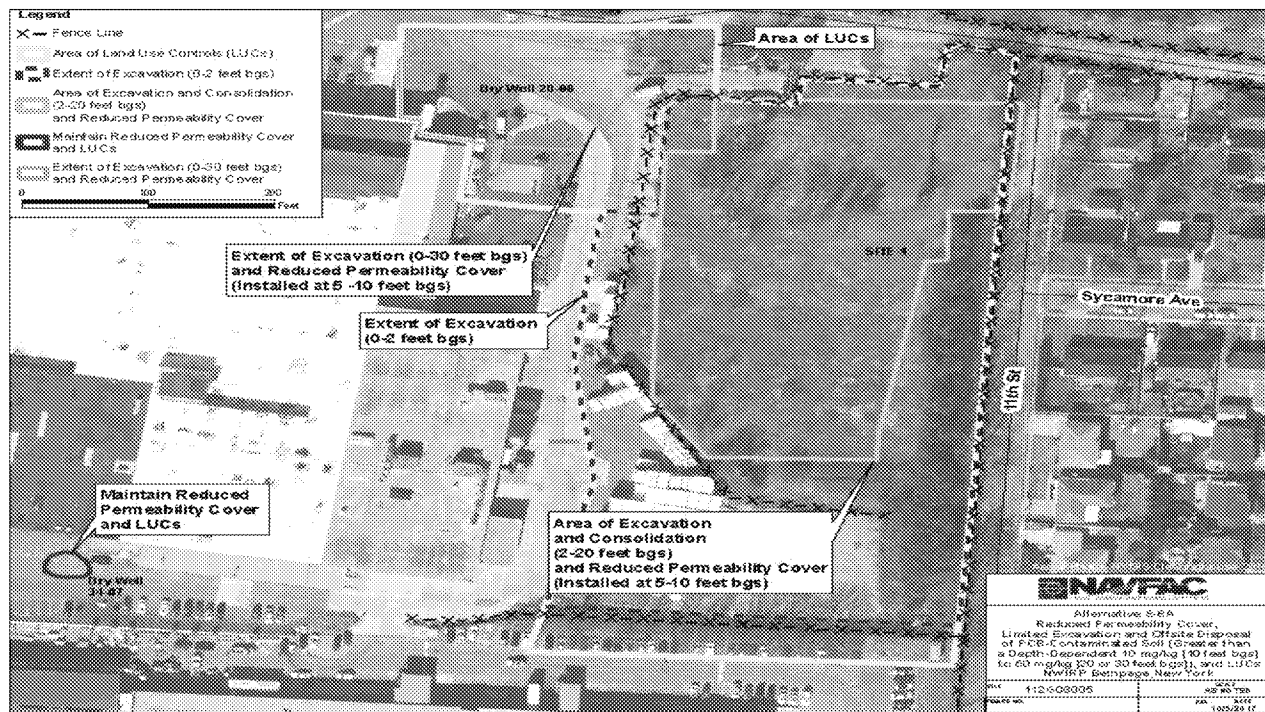 Legend
Fence Line
Area of Land Use Controls (LUCs)
Extent of Excavation (0-2 feet bgs)
Area of Excavation and Consolidation
(2-20 feet bgs)
and Reduced Permeability Cover
Maintain Reduced Permeability Cover
and LUCs
Extent of Excavation (0-30 feet bgs)
and Reduced Permeability Cover
0 100 200
Feet
Area of LUCs
Dry Well 20-08
Extent of Excavation (0-30 feet bgs)
and Reduced Permeability Cover
(Installed at 5 -10 feet bgs)
Extent of Excavation
(0-2 feet bgs)
Sycamore Ave
11th St
Maintain Reduced
Permeability Cover
and LUCs
Dry Well
34-07
Area of Excavation
and Consolidation
(2-20 feet bgs)
and Reduced Permeability Cover
(Installed at 5-10 feet bgs)
NAVFAC
Alternative
Reduced Permeability Cover,
Limited Excavation and Offsite Disposal
of PCB-Contaminated Soil (Greater than
a Depth-Dependent 10 mg/kg [10 feet bgs]
to 50 mg/kg [20 or 30 feet bgs]), and LUCs
NWIRP Bethpage, New York
FILE
SCALE
AS NOTED
DATE